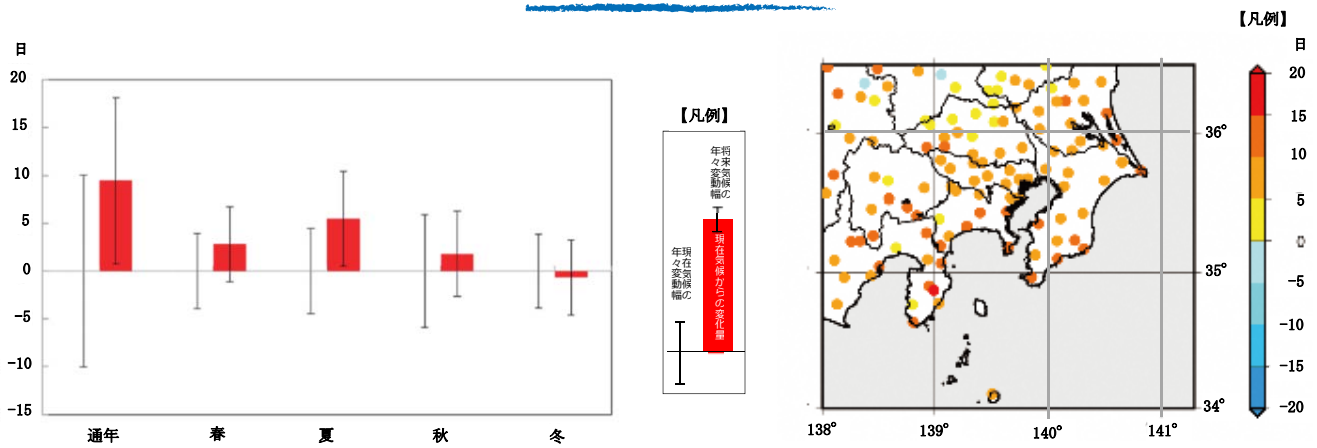 日
20
15
10
5
0
-5
-10
-15
通年
春
夏
秋
冬
【凡例】
将来気候の
年々変動幅
現在気候の
年々変動幅
現在気候からの変化量
36°
35°
34°
138°
139°
140°
141°
【凡例】
日
20
15
10
5
0
-5
-10
-15
-20